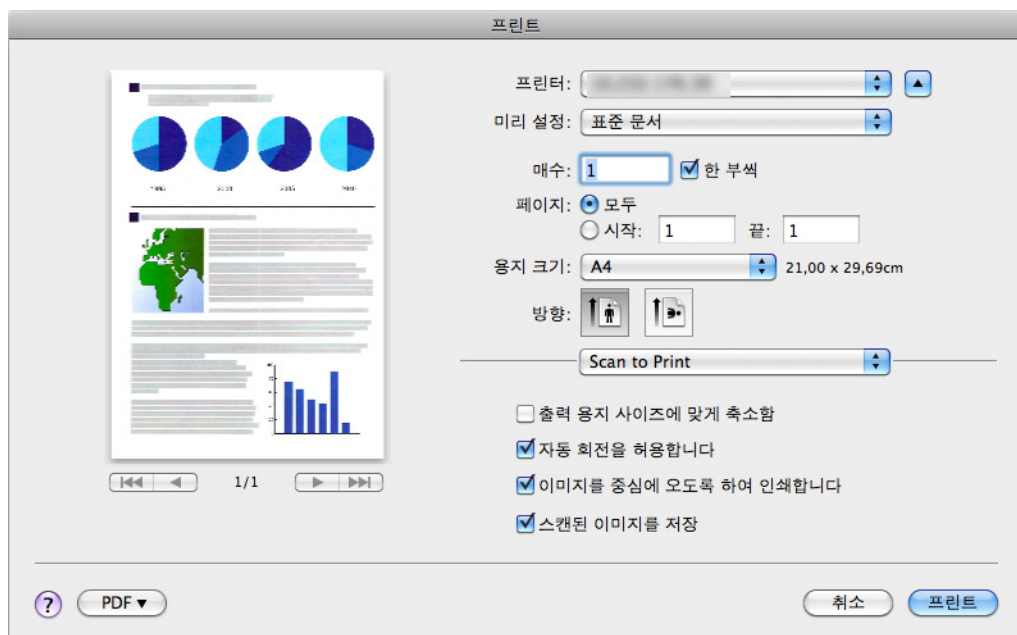 프린트
프린터:
미리 설정: 표준 문서
매수: 1 한 부씩
페이지: 모두
시작: 1 끝: 1
용지 크기: A4 21,00 x 29,69cm
방향:
Scan to Print
출력 용지 사이즈에 맞게 축소함
자동 회전을 허용합니다
이미지를 중심에 오도록 하여 인쇄합니다
스캔된 이미지를 저장
1995 2000 2005 2010
1/1
? PDF ▼ 취소 프린트